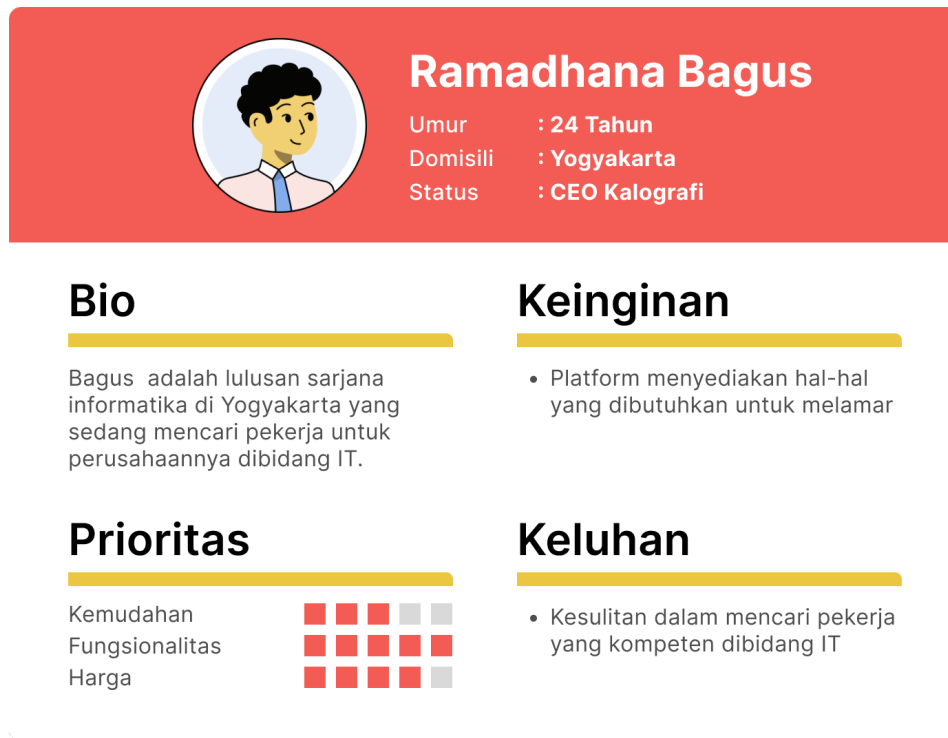 Ramadhana Bagus
Umur : 24 Tahun
Domisili : Yogyakarta
Status : CEO Kalografi
Bio
Bagus  adalah lulusan sarjana
informatika di Yogyakarta yang
sedang mencari pekerja untuk
perusahaannya dibidang IT.
Keinginan
• Platform menyediakan hal-hal
yang dibutuhkan untuk melamar
Prioritas
Kemudahan
Fungsionalitas
Harga
Keluhan
• Kesulitan dalam mencari pekerja
yang kompeten dibidang IT